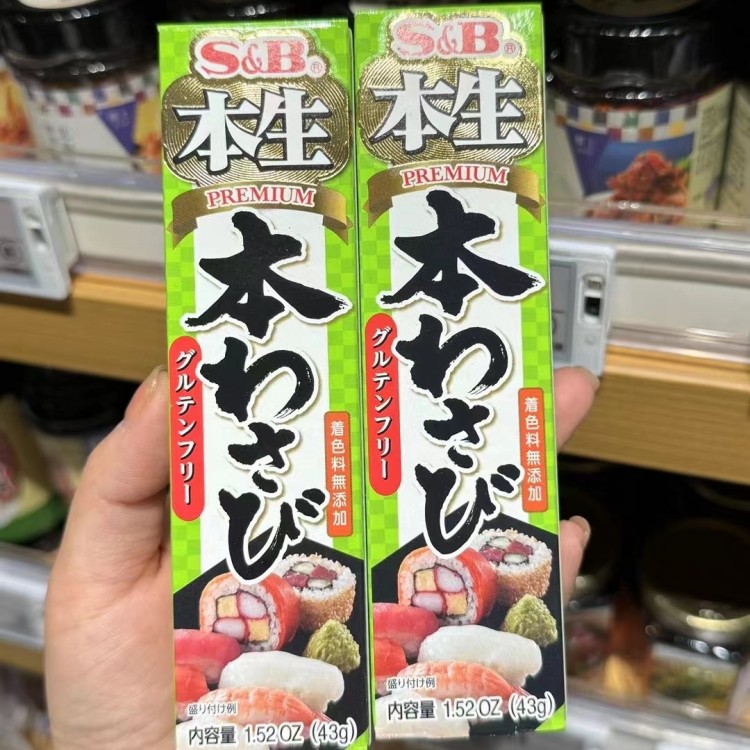 S&B®
本生
PREMIUM
本わさび
グルテンフリー
着色料無添加
盛り付け例
内容量 1.52 OZ (43g)
S&B®
本生
PREMIUM
本わさび
グルテンフリー
着色料無添加
盛り付け例
内容量 1.52 OZ (43g)